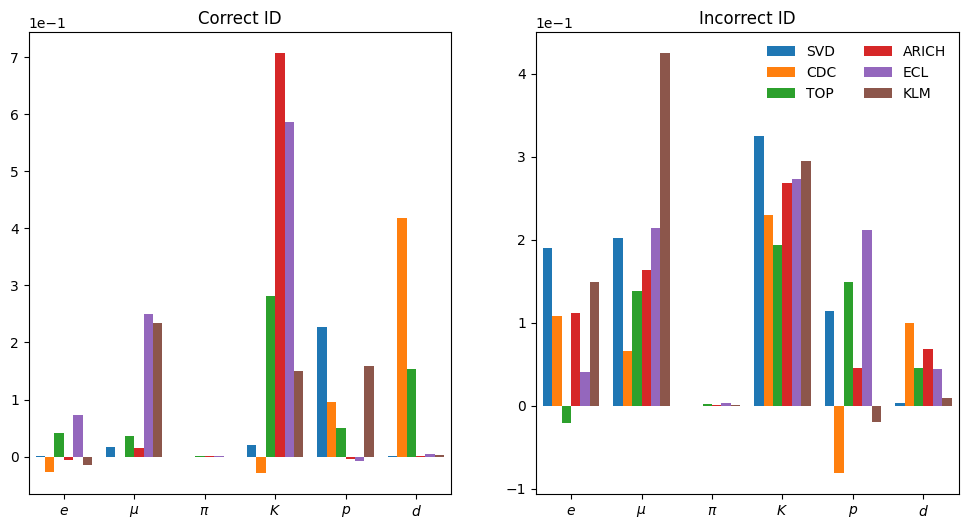 Correct ID
1e−1
7
6
5
4
3
2
1
0
e μ π K p d
Incorrect ID
1e−1
SVD ARICH
CDC ECL
TOP KLM
4
3
2
1
0
−1
e μ π K p d